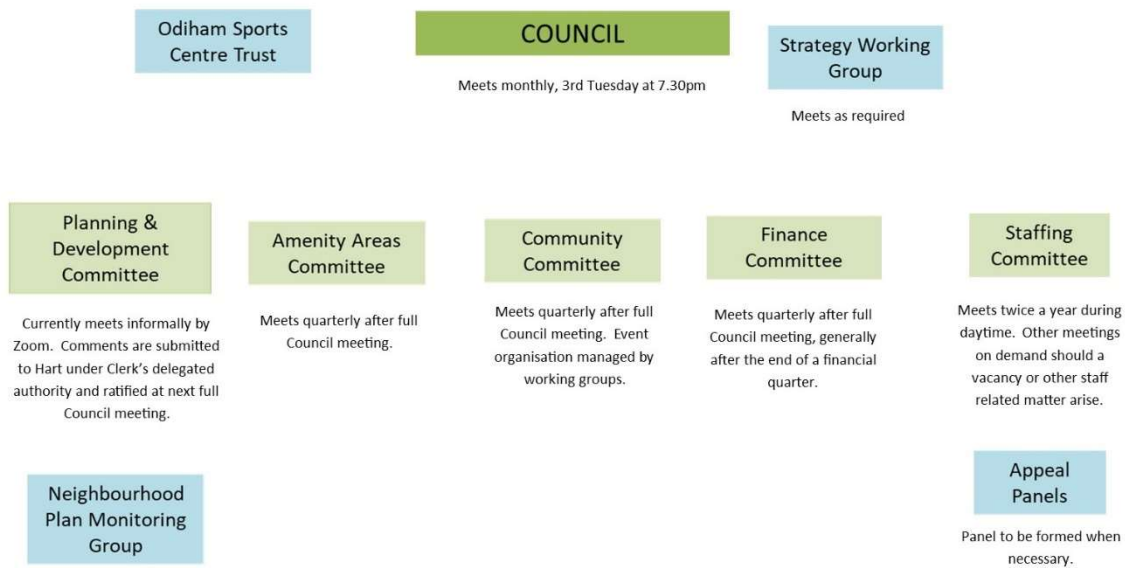 Odiham Sports
Centre Trust
COUNCIL
Meets monthly, 3rd Tuesday at 7.30pm
Strategy Working
Group
Meets as required
Planning &
Development
Committee
Currently meets informally by
Zoom. Comments are submitted
to Hart under Clerk's delegated
authority and ratified at next full
Council meeting.
Amenity Areas
Committee
Meets quarterly after full
Council meeting.
Community
Committee
Meets quarterly after full
Council meeting. Event
organisation managed by
working groups.
Finance
Committee
Meets quarterly after full
Council meeting, generally
after the end of a financial
quarter.
Staffing
Committee
Meets twice a year during
daytime. Other meetings
on demand should a
vacancy or other staff
related matter arise.
Neighbourhood
Plan Monitoring
Group
Appeal
Panels
Panel to be formed when
necessary.